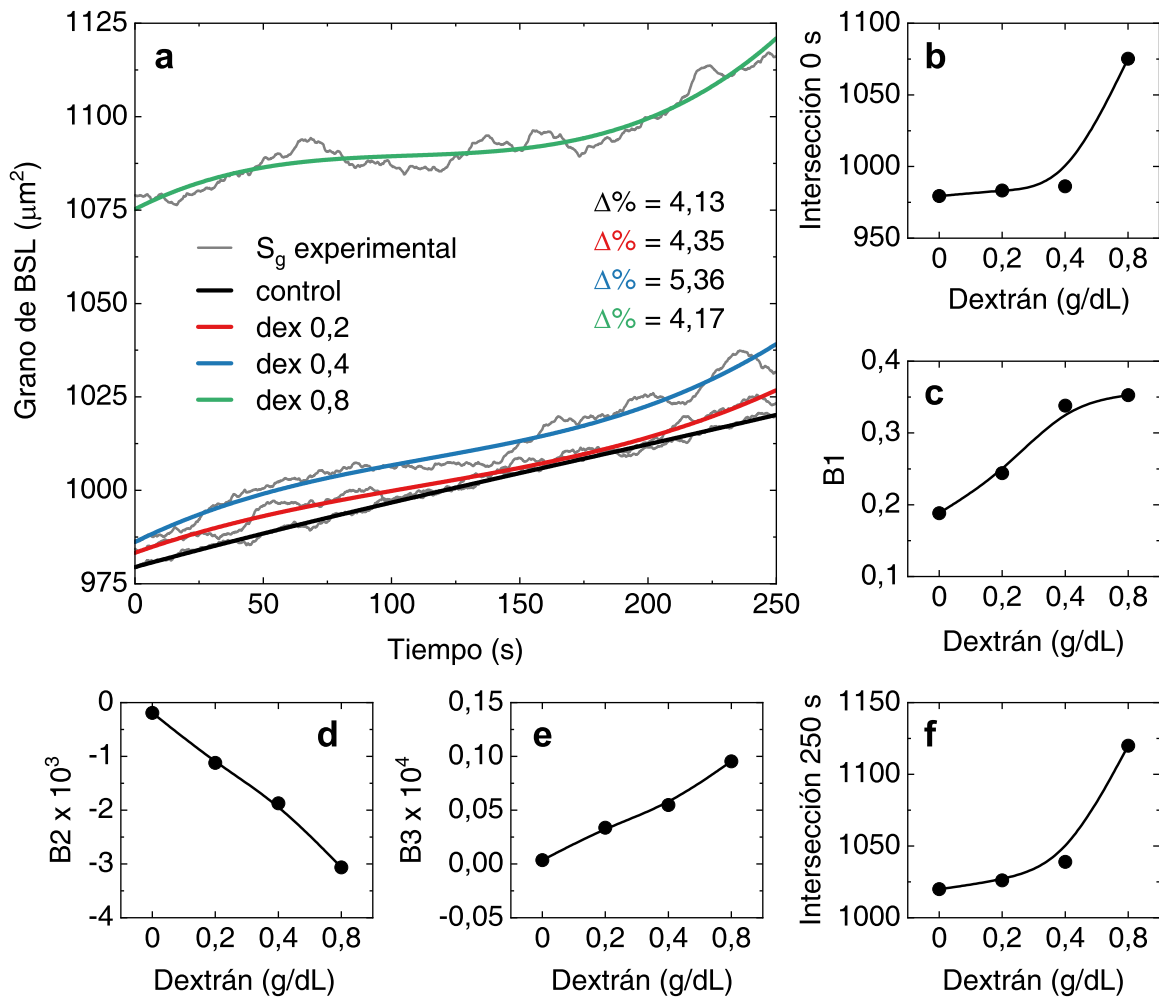 a
1125
1100
1075
1050
1025
1000
975
Grano de BSL (μm²)
S_g experimental
control
dex 0,2
dex 0,4
dex 0,8
Δ% = 4,13
Δ% = 4,35
Δ% = 5,36
Δ% = 4,17
0 50 100 150 200 250
Tiempo (s)
b
1100
1050
1000
950
Intersección 0 s
0 0,2 0,4 0,8
Dextrán (g/dL)
c
0,4
0,3
0,2
0,1
B1
0 0,2 0,4 0,8
Dextrán (g/dL)
d
0
-1
-2
-3
-4
B2 x 10³
0 0,2 0,4 0,8
Dextrán (g/dL)
e
0,15
0,10
0,05
0,00
-0,05
B3 x 10⁴
0 0,2 0,4 0,8
Dextrán (g/dL)
f
1150
1100
1050
1000
Intersección 250 s
0 0,2 0,4 0,8
Dextrán (g/dL)